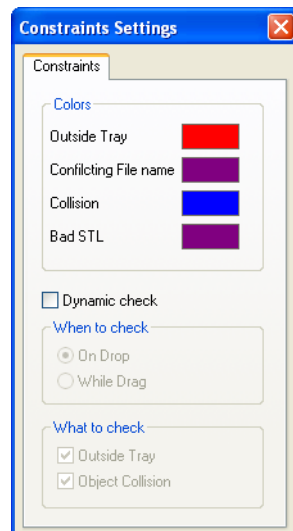 Constraints Settings
Constraints
Colors
Outside Tray
Confilcting File name
Collision
Bad STL
Dynamic check
When to check
On Drop
While Drag
What to check
Outside Tray
Object Collision